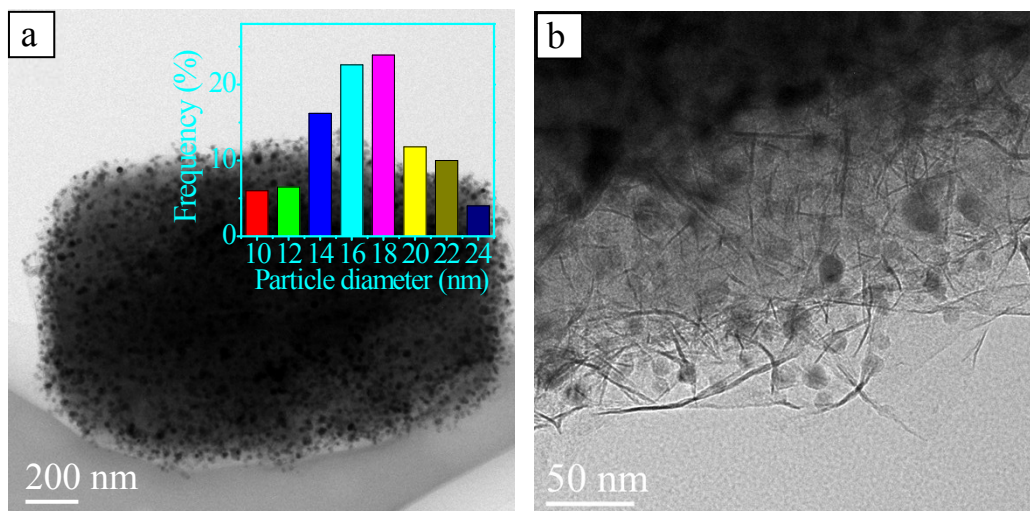 a
Frequency (%)
20
10
0
10 12 14 16 18 20 22 24
Particle diameter (nm)
200 nm
b
50 nm